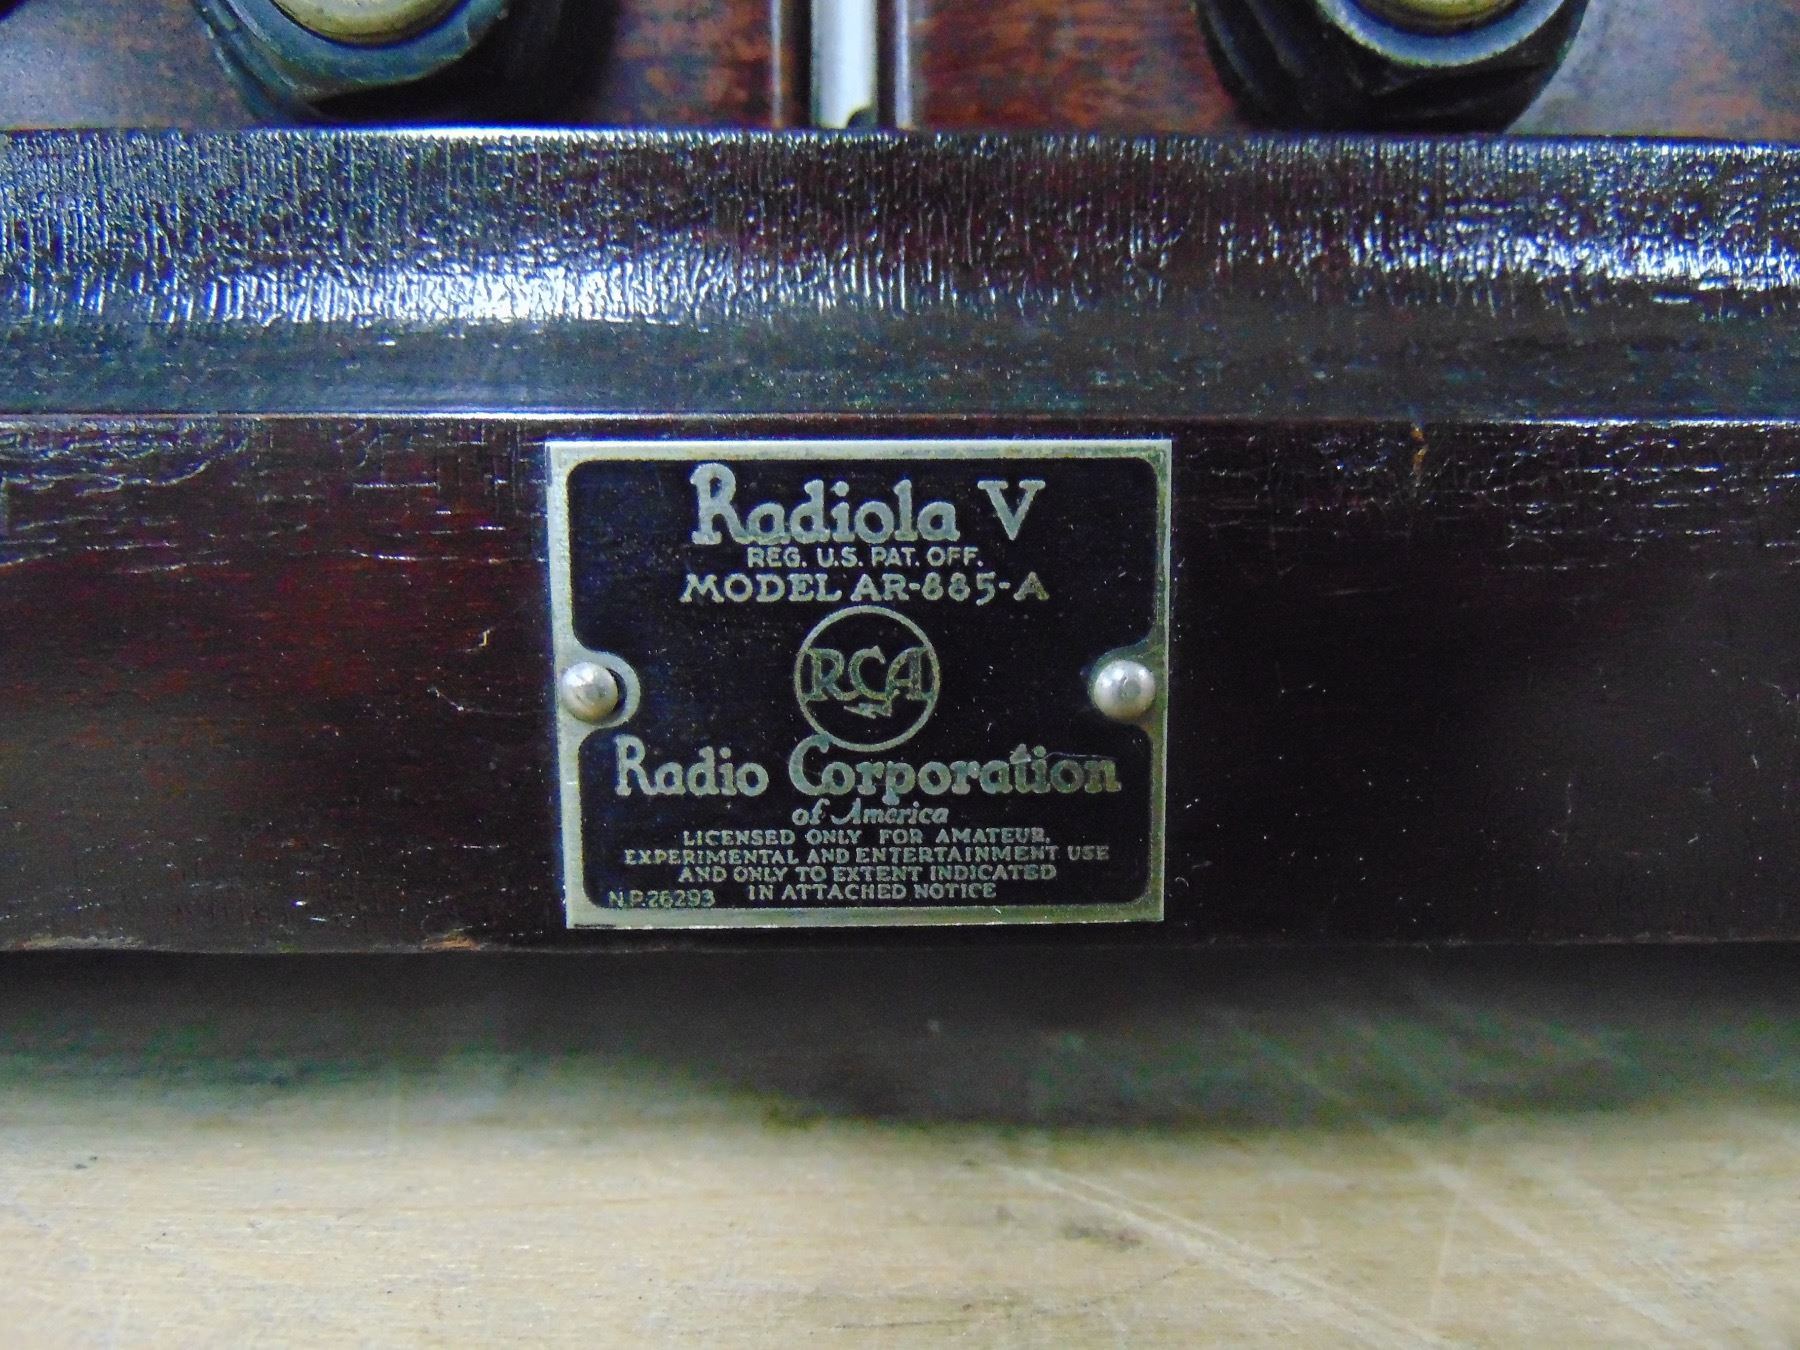 Radiola V
REG. U.S. PAT. OFF.
MODEL AR-885-A
RCA
Radio Corporation
of America
LICENSED ONLY FOR AMATEUR,
EXPERIMENTAL AND ENTERTAINMENT USE
AND ONLY TO EXTENT INDICATED
IN ATTACHED NOTICE
N.P.26293